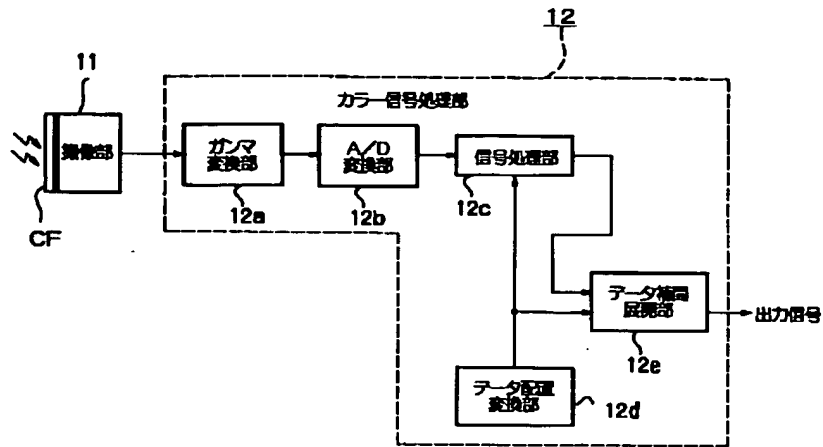 12
11
カラー信号処理部
撮像部
ガンマ
変換部
A/D
変換部
信号処理部
12a
12b
12c
CF
データ補間
展開部
出力信号
12e
データ配置
変換部
12d